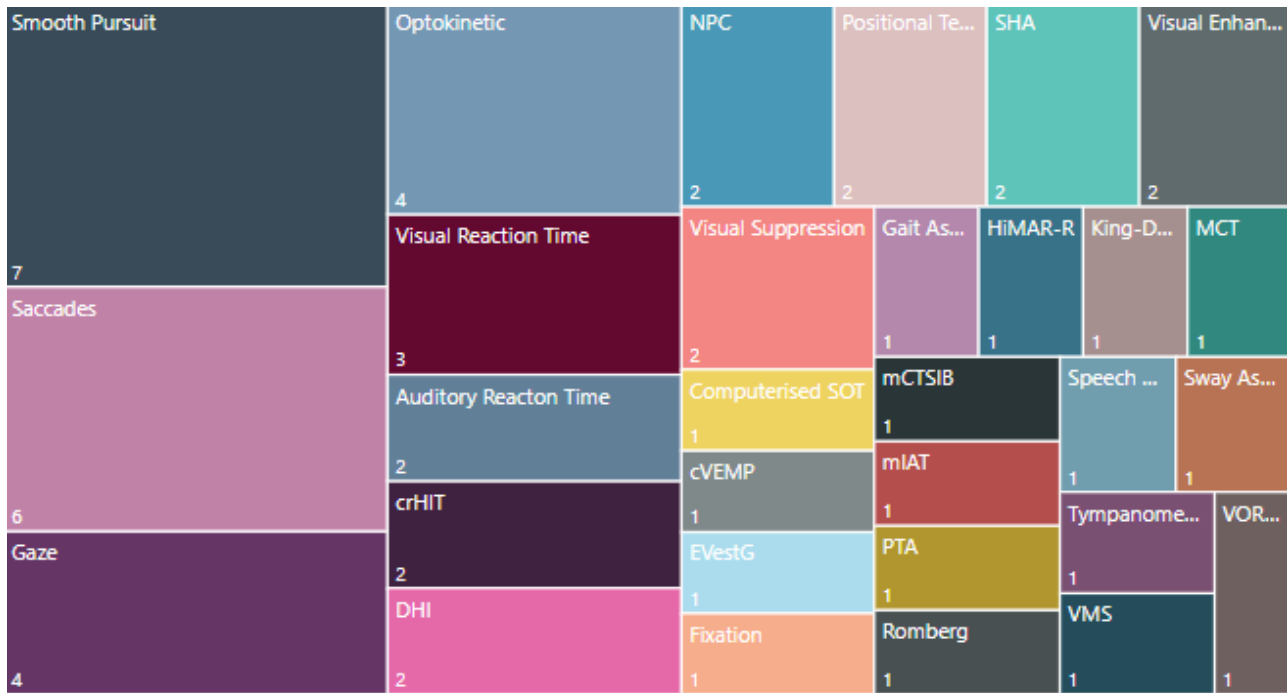 Smooth Pursuit
7
Saccades
6
Gaze
4
Optokinetic
4
Visual Reaction Time
3
Auditory Reacton Time
2
crHIT
2
DHI
2
NPC
2
Positional Te...
2
SHA
2
Visual Enhan...
2
Visual Suppression
2
Computerised SOT
1
cVEMP
1
EVestG
1
Fixation
1
Gait As...
1
HiMAR-R
1
King-D...
1
MCT
1
mCTSIB
1
mIAT
1
PTA
1
Romberg
1
Speech ...
1
Sway As...
1
Tympanome...
1
VMS
1
VOR...
1